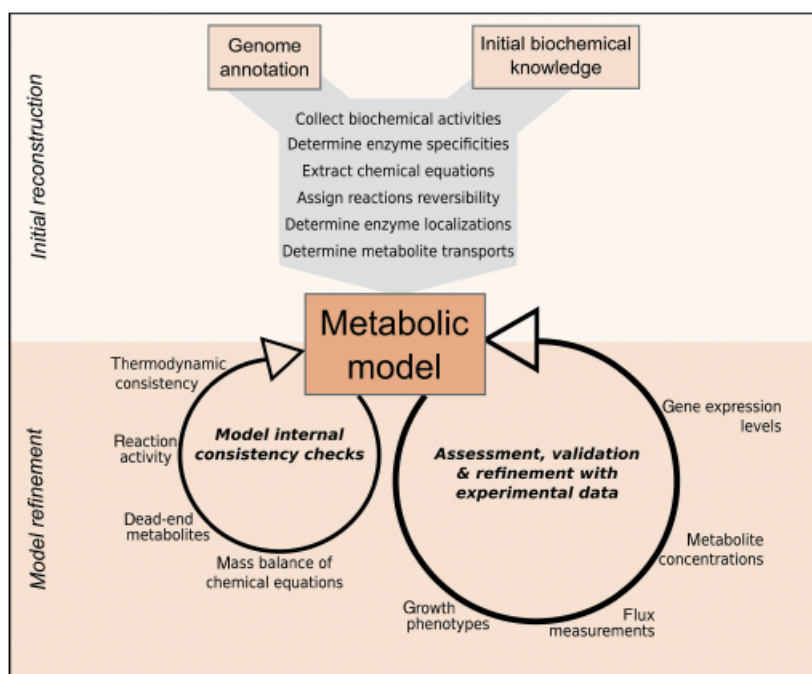 Genome
annotation
Initial biochemical
knowledge
Collect biochemical activities
Determine enzyme specificities
Extract chemical equations
Assign reactions reversibility
Determine enzyme localizations
Determine metabolite transports
Initial reconstruction
Metabolic
model
Thermodynamic
consistency
Reaction
activity
Dead-end
metabolites
Mass balance of
chemical equations
Model internal
consistency checks
Assessment, validation
& refinement with
experimental data
Gene expression
levels
Metabolite
concentrations
Flux
measurements
Growth
phenotypes
Model refinement